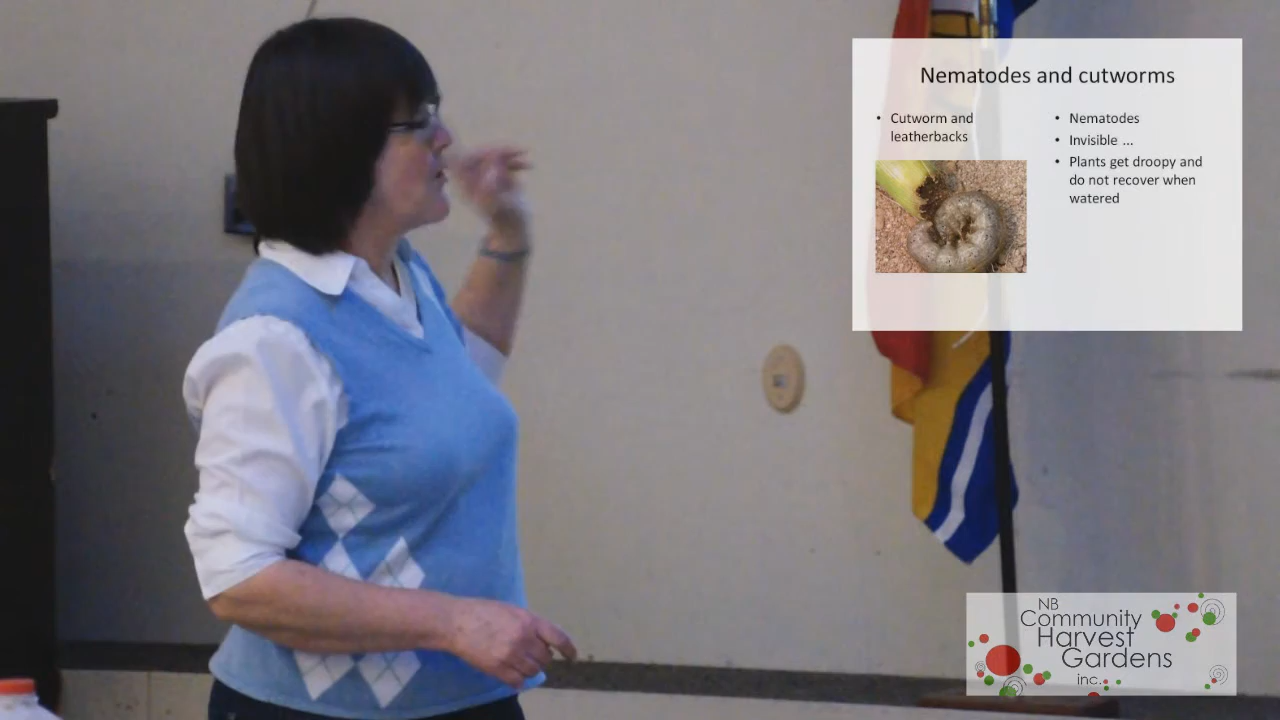 Nematodes and cutworms
• Cutworm and
leatherbacks
• Nematodes
• Invisible ...
• Plants get droopy and
do not recover when
watered
NB
Community
Harvest
Gardens
inc.